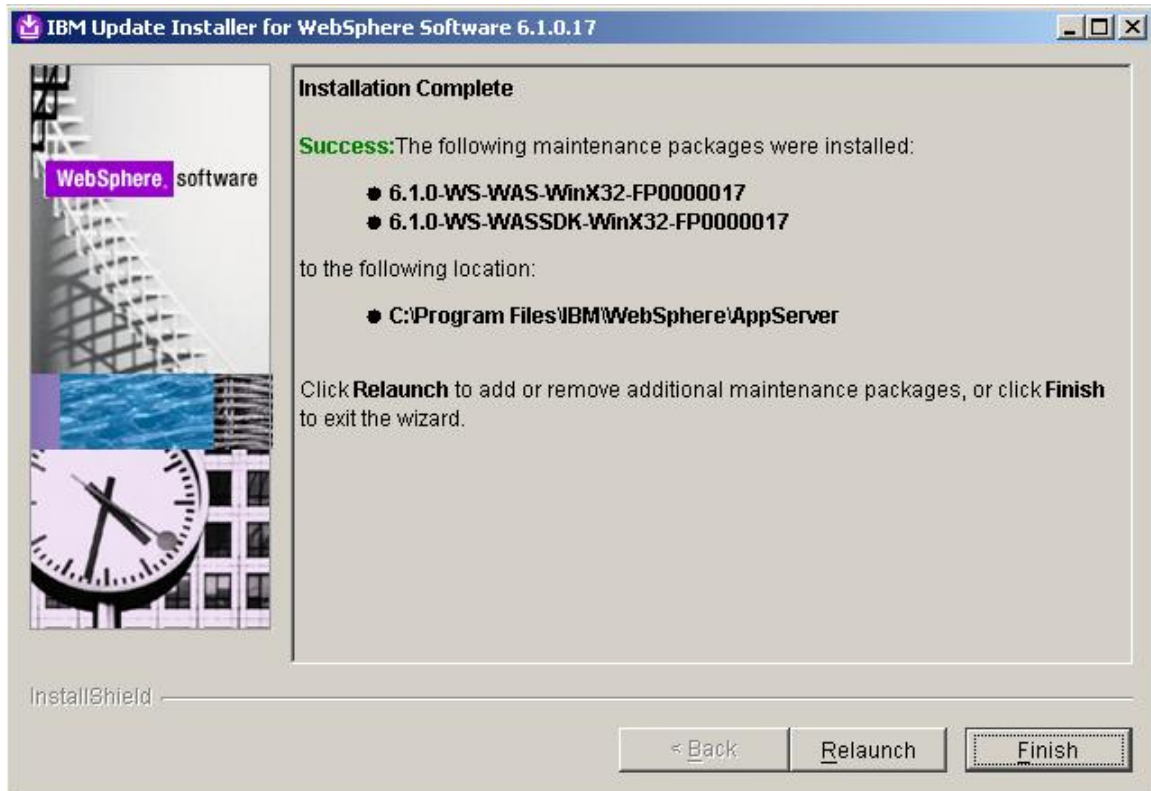 IBM Update Installer for WebSphere Software 6.1.0.17
WebSphere. software
Installation Complete
Success:The following maintenance packages were installed:
● 6.1.0-WS-WAS-WinX32-FP0000017
● 6.1.0-WS-WASSDK-WinX32-FP0000017
to the following location:
● C:\Program Files\IBM\WebSphere\AppServer
Click Relaunch to add or remove additional maintenance packages, or click Finish
to exit the wizard.
InstallShield
< Back
Relaunch
Finish